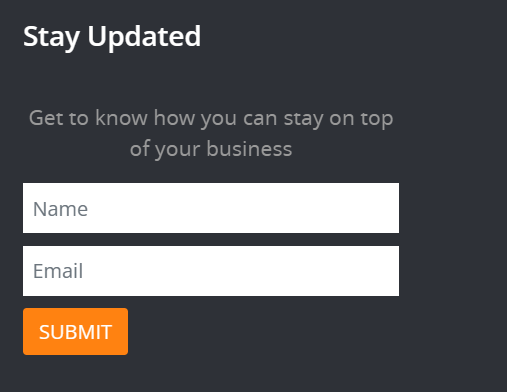 Stay Updated
Get to know how you can stay on top
of your business
Name
Email
SUBMIT